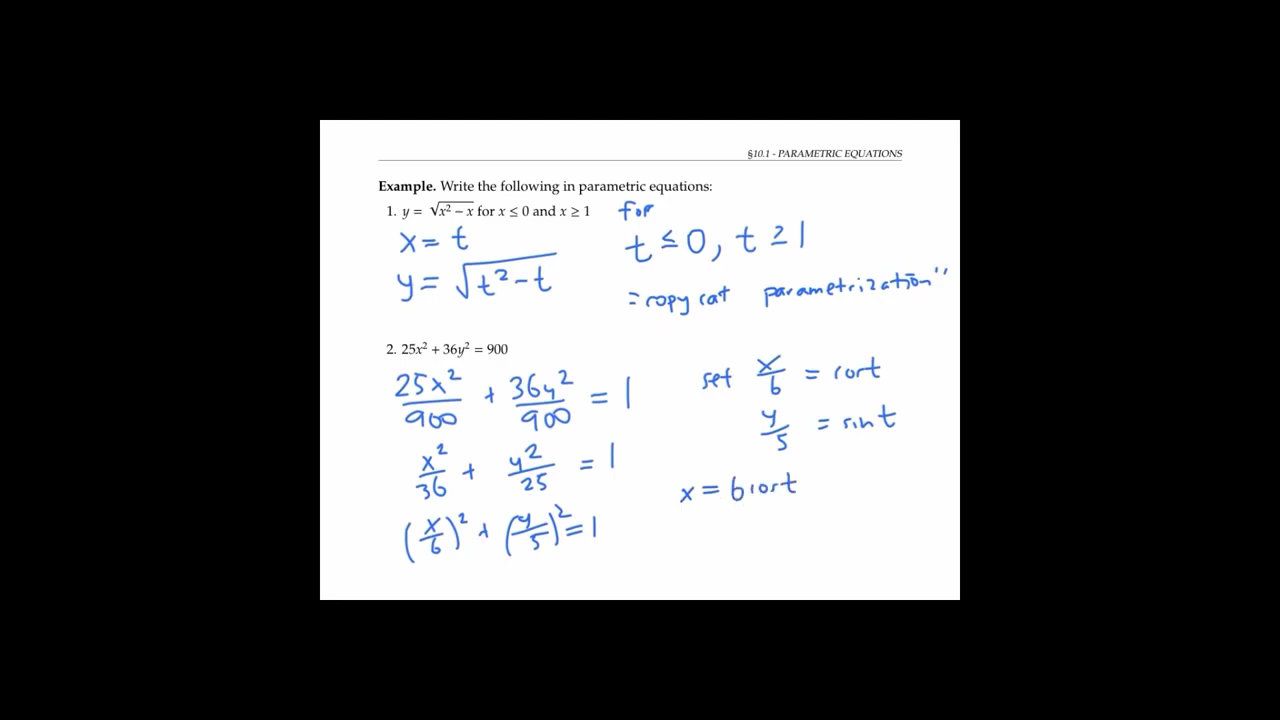 §10.1 - PARAMETRIC EQUATIONS
Example. Write the following in parametric equations:
1. y = √(x² − x) for x ≤ 0 and x ≥ 1
for
x = t
t ≤ 0, t ≥ 1
y = √(t² − t)
= copy cat parametrization"
2. 25x² + 36y² = 900
25x²/900 + 36y²/900 = 1
set x/6 = cos t
y/5 = sin t
x²/36 + y²/25 = 1
x = 6 cos t
(x/6)² + (y/5)² = 1